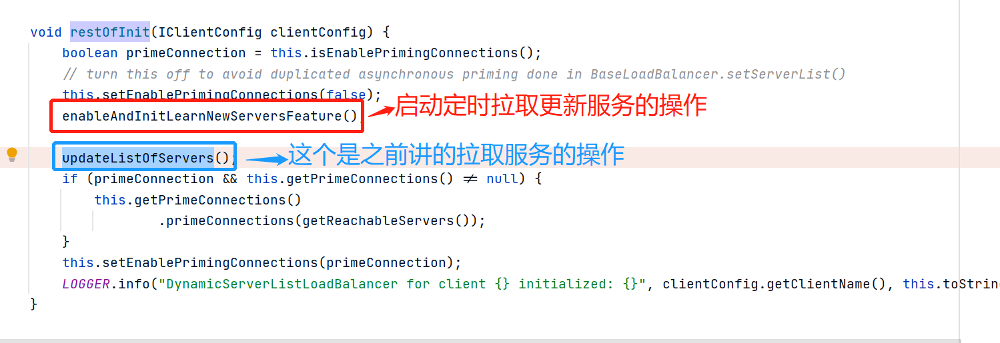 void restOfInit(IClientConfig clientConfig) {
boolean primeConnection = this.isEnablePrimingConnections();
// turn this off to avoid duplicated asynchronous priming done in BaseLoadBalancer.setServerList()
this.setEnablePrimingConnections(false);
enableAndInitLearnNewServersFeature() 启动定时拉取更新服务的操作
updateListOfServers(); 这个是之前讲的拉取服务的操作
if (primeConnection && this.getPrimeConnections() ≠ null) {
this.getPrimeConnections()
.primeConnections(getReachableServers());
}
this.setEnablePrimingConnections(primeConnection);
LOGGER.info("DynamicServerListLoadBalancer for client {} initialized: {}", clientConfig.getClientName(), this.toString
}